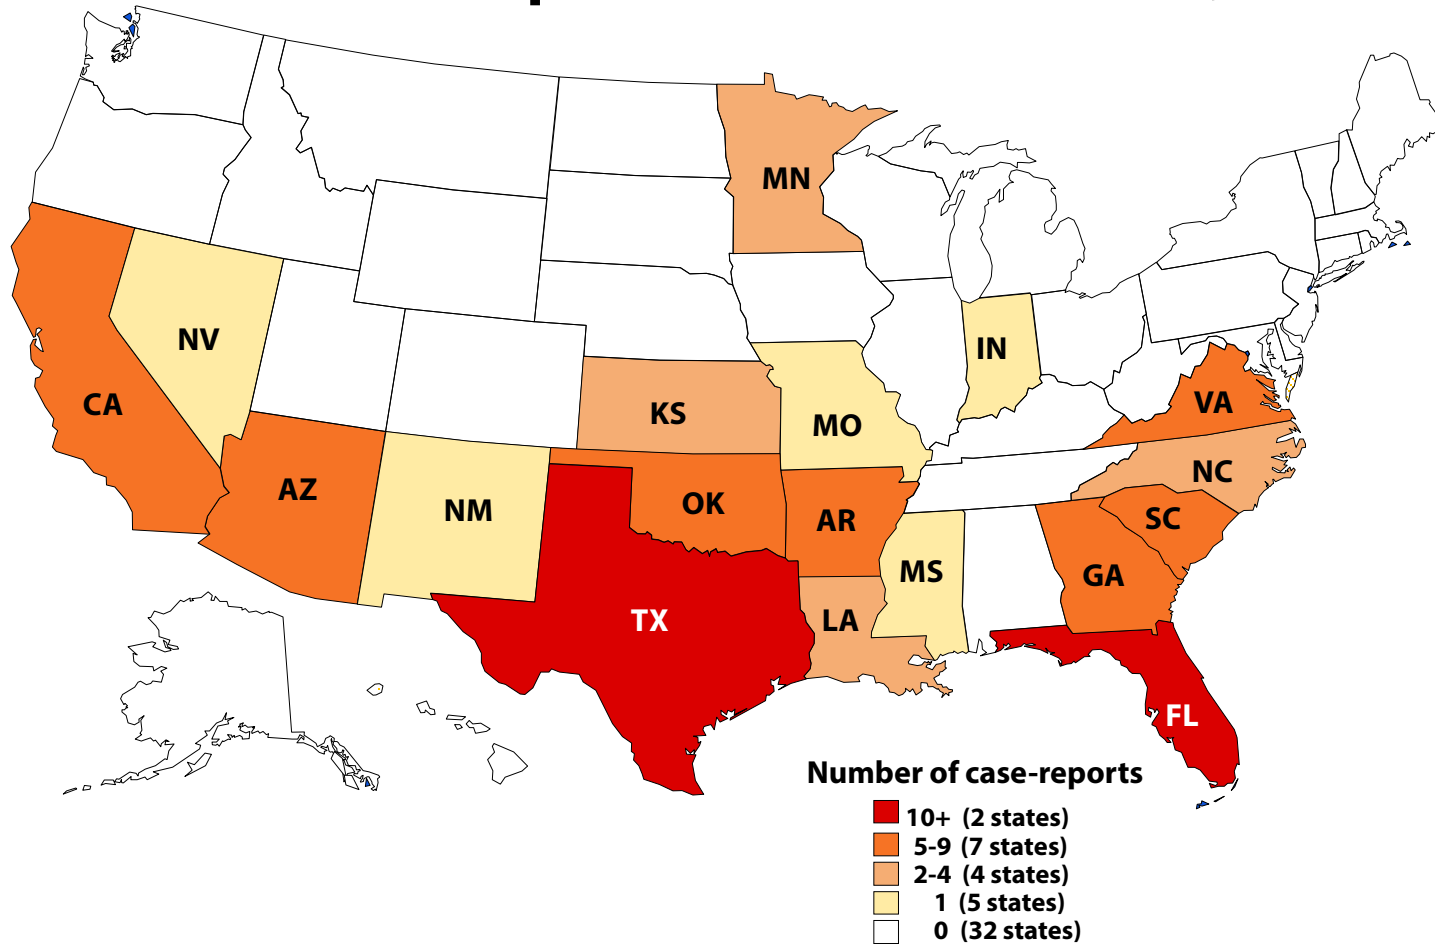 MN
NV
IN
CA
KS
VA
MO
NC
AZ
OK
NM
AR
SC
MS
GA
TX
LA
FL
Number of case-reports
10+ (2 states)
5-9 (7 states)
2-4 (4 states)
1 (5 states)
0 (32 states)